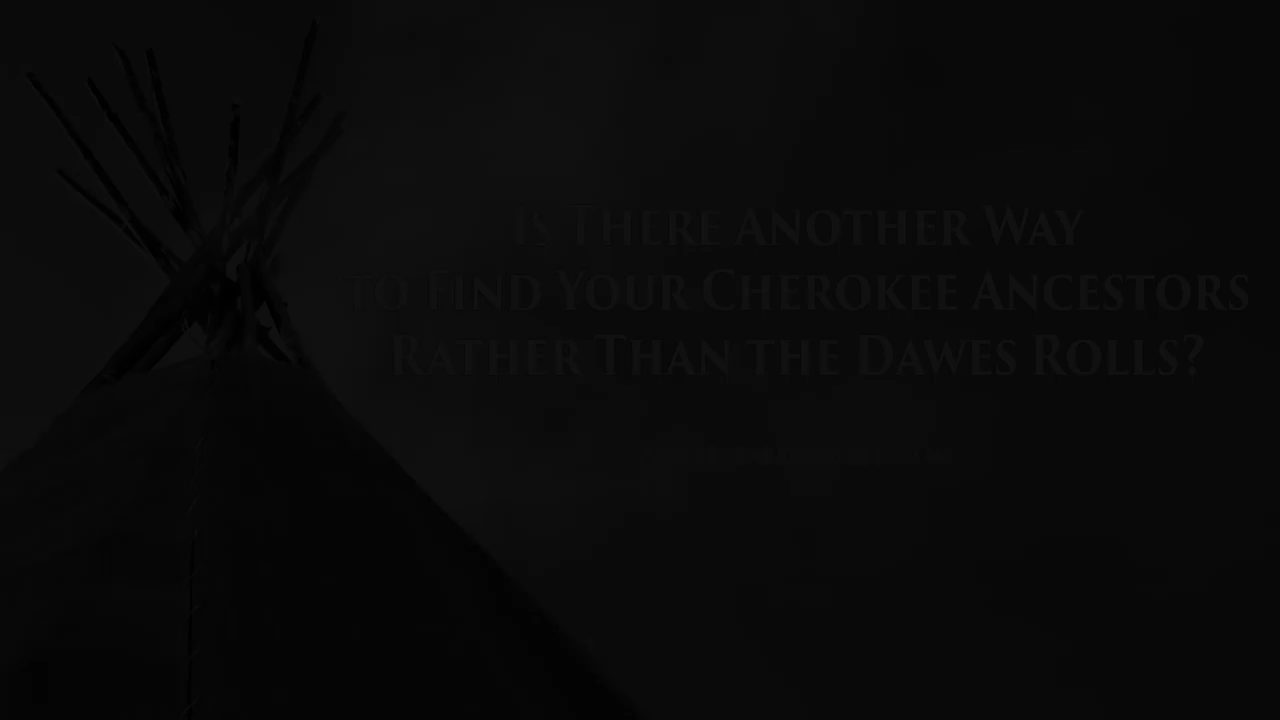 Is There Another Way
to Find Your Cherokee Ancestors
Rather Than the Dawes Rolls?